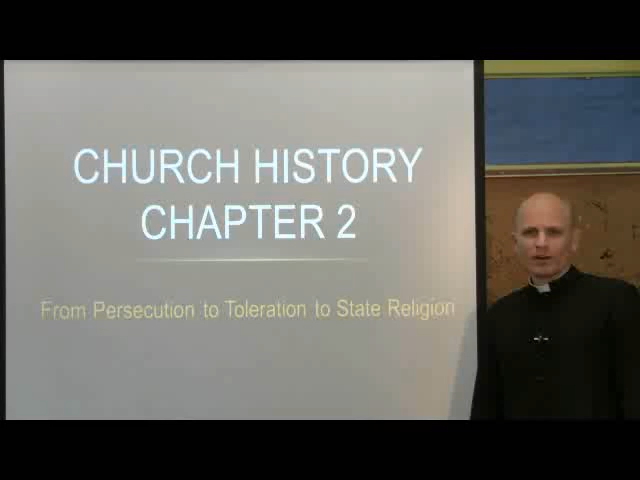 CHURCH HISTORY
CHAPTER 2
From Persecution to Toleration to State Religion